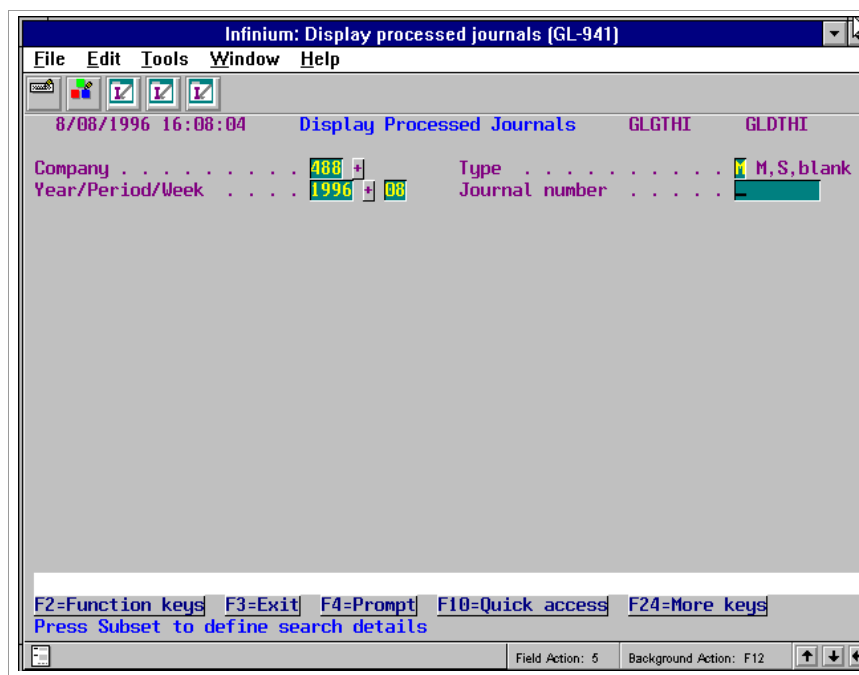 Infinium: Display processed journals (GL-941)
File Edit Tools Window Help
8/08/1996 16:08:04 Display Processed Journals GLGTHI GLDTHI
Company . . . . . . . . . 488 + Type . . . . . . . . . . M M,S,blank
Year/Period/Week . . . . 1996 + 08 Journal number . . . . .
F2=Function keys F3=Exit F4=Prompt F10=Quick access F24=More keys
Press Subset to define search details
Field Action: 5 Background Action: F12